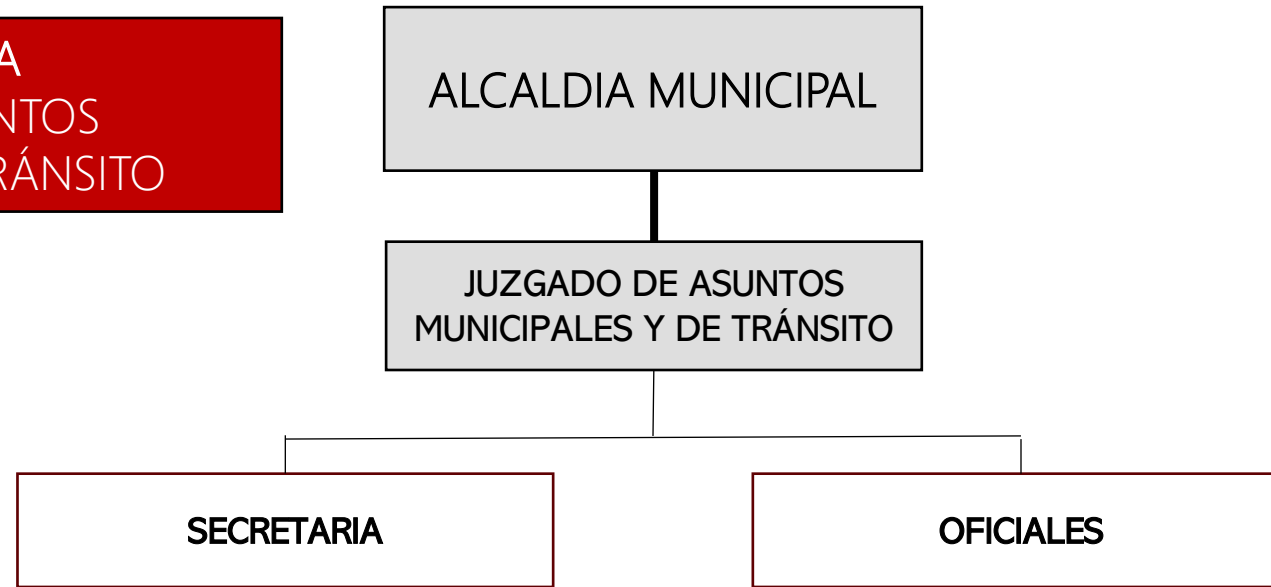 A
NTOS
RÁNSITO
ALCALDIA MUNICIPAL
JUZGADO DE ASUNTOS
MUNICIPALES Y DE TRÁNSITO
SECRETARIA
OFICIALES